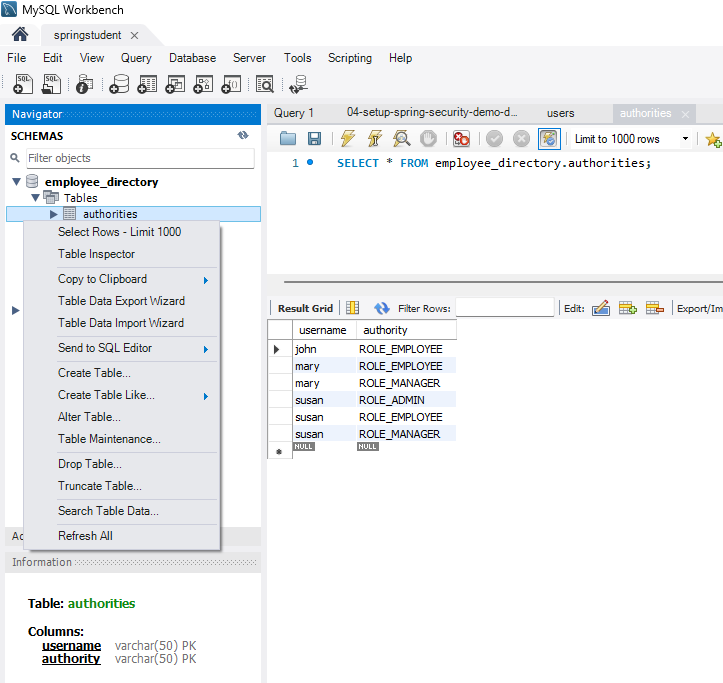 MySQL Workbench
springstudent
File Edit View Query Database Server Tools Scripting Help
Navigator
SCHEMAS
Filter objects
employee_directory
Tables
authorities
Select Rows - Limit 1000
Table Inspector
Copy to Clipboard
Table Data Export Wizard
Table Data Import Wizard
Send to SQL Editor
Create Table...
Create Table Like...
Alter Table...
Table Maintenance...
Drop Table...
Truncate Table...
Search Table Data...
Refresh All
Information
Table: authorities
Columns:
username varchar(50) PK
authority varchar(50) PK
Query 1 04-setup-spring-security-demo-d... users authorities
Limit to 1000 rows
1 SELECT * FROM employee_directory.authorities;
Result Grid Filter Rows: Edit: Export/Im
username authority
john ROLE_EMPLOYEE
mary ROLE_EMPLOYEE
mary ROLE_MANAGER
susan ROLE_ADMIN
susan ROLE_EMPLOYEE
susan ROLE_MANAGER
NULL NULL